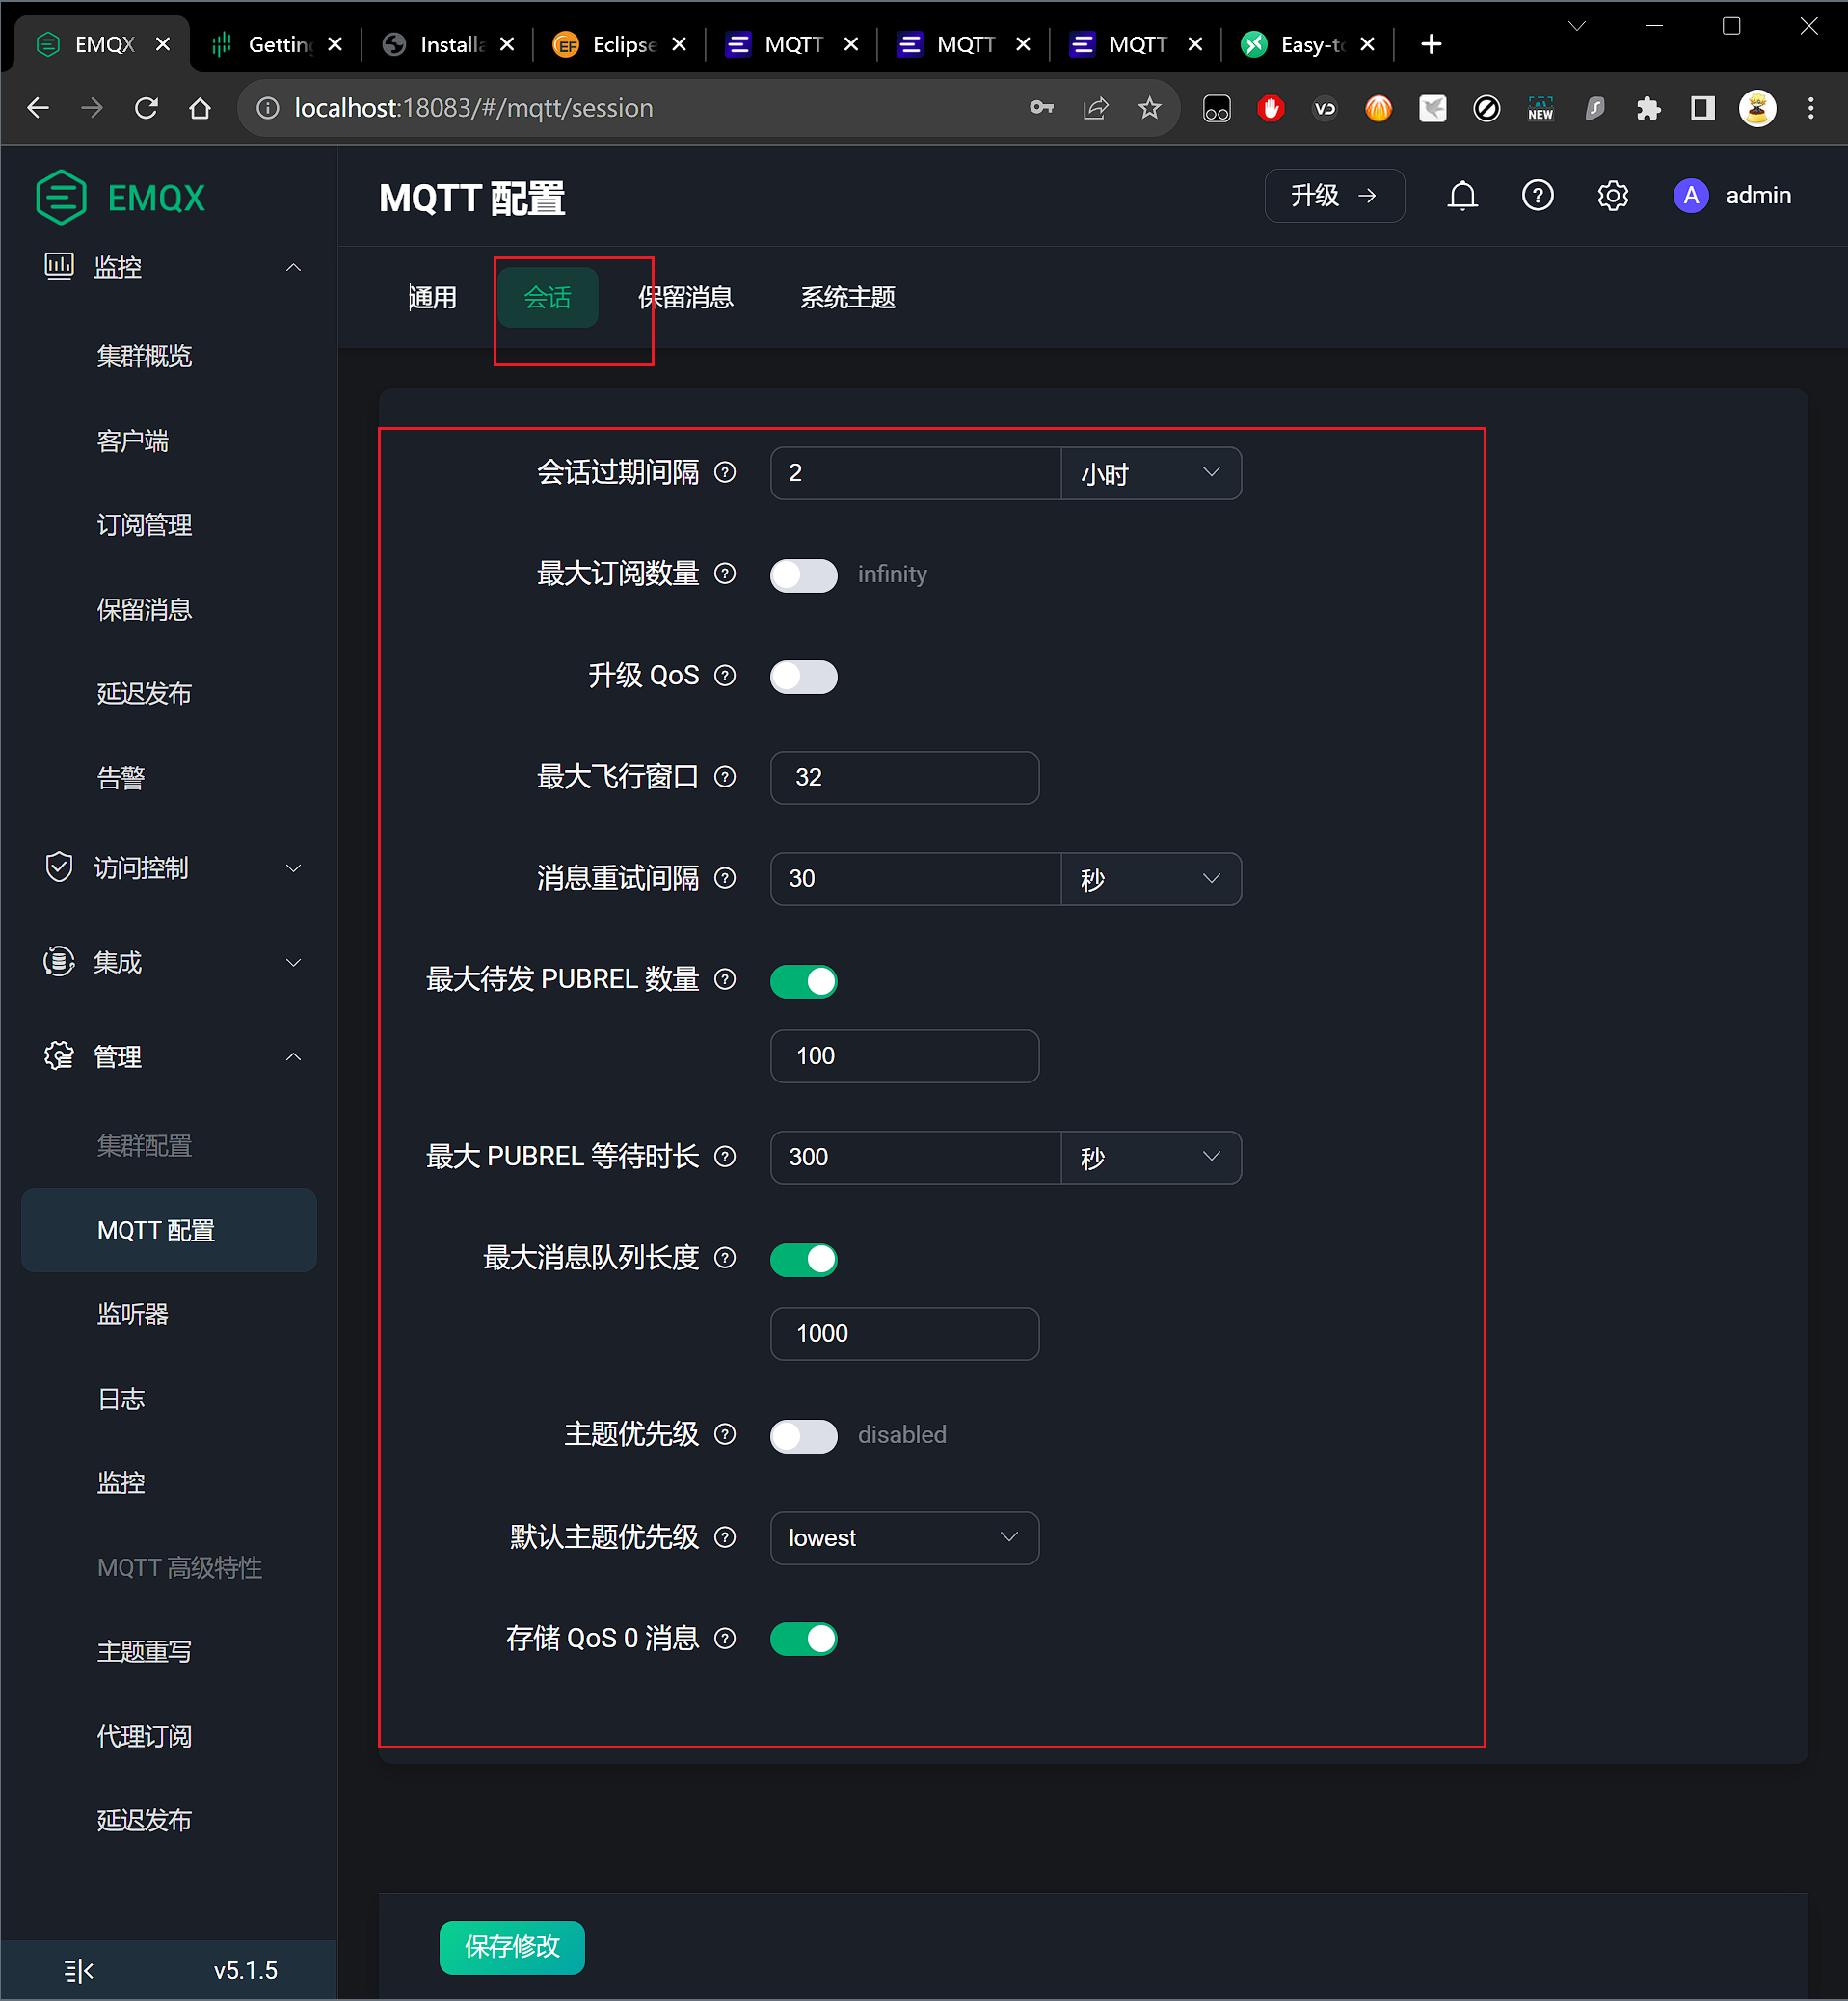 EMQX
Getting
Installa
Eclipse
MQTT
MQTT
MQTT
Easy-to
localhost:18083/#/mqtt/session
NEW
EMQX
MQTT 配置
升级 →
A admin
监控
集群概览
客户端
订阅管理
保留消息
延迟发布
告警
访问控制
集成
管理
集群配置
MQTT 配置
监听器
日志
监控
MQTT 高级特性
主题重写
代理订阅
延迟发布
v5.1.5
通用 会话 保留消息 系统主题
会话过期间隔 2 小时
最大订阅数量 infinity
升级 QoS
最大飞行窗口 32
消息重试间隔 30 秒
最大待发 PUBREL 数量
100
最大 PUBREL 等待时长 300 秒
最大消息队列长度
1000
主题优先级 disabled
默认主题优先级 lowest
存储 QoS 0 消息
保存修改